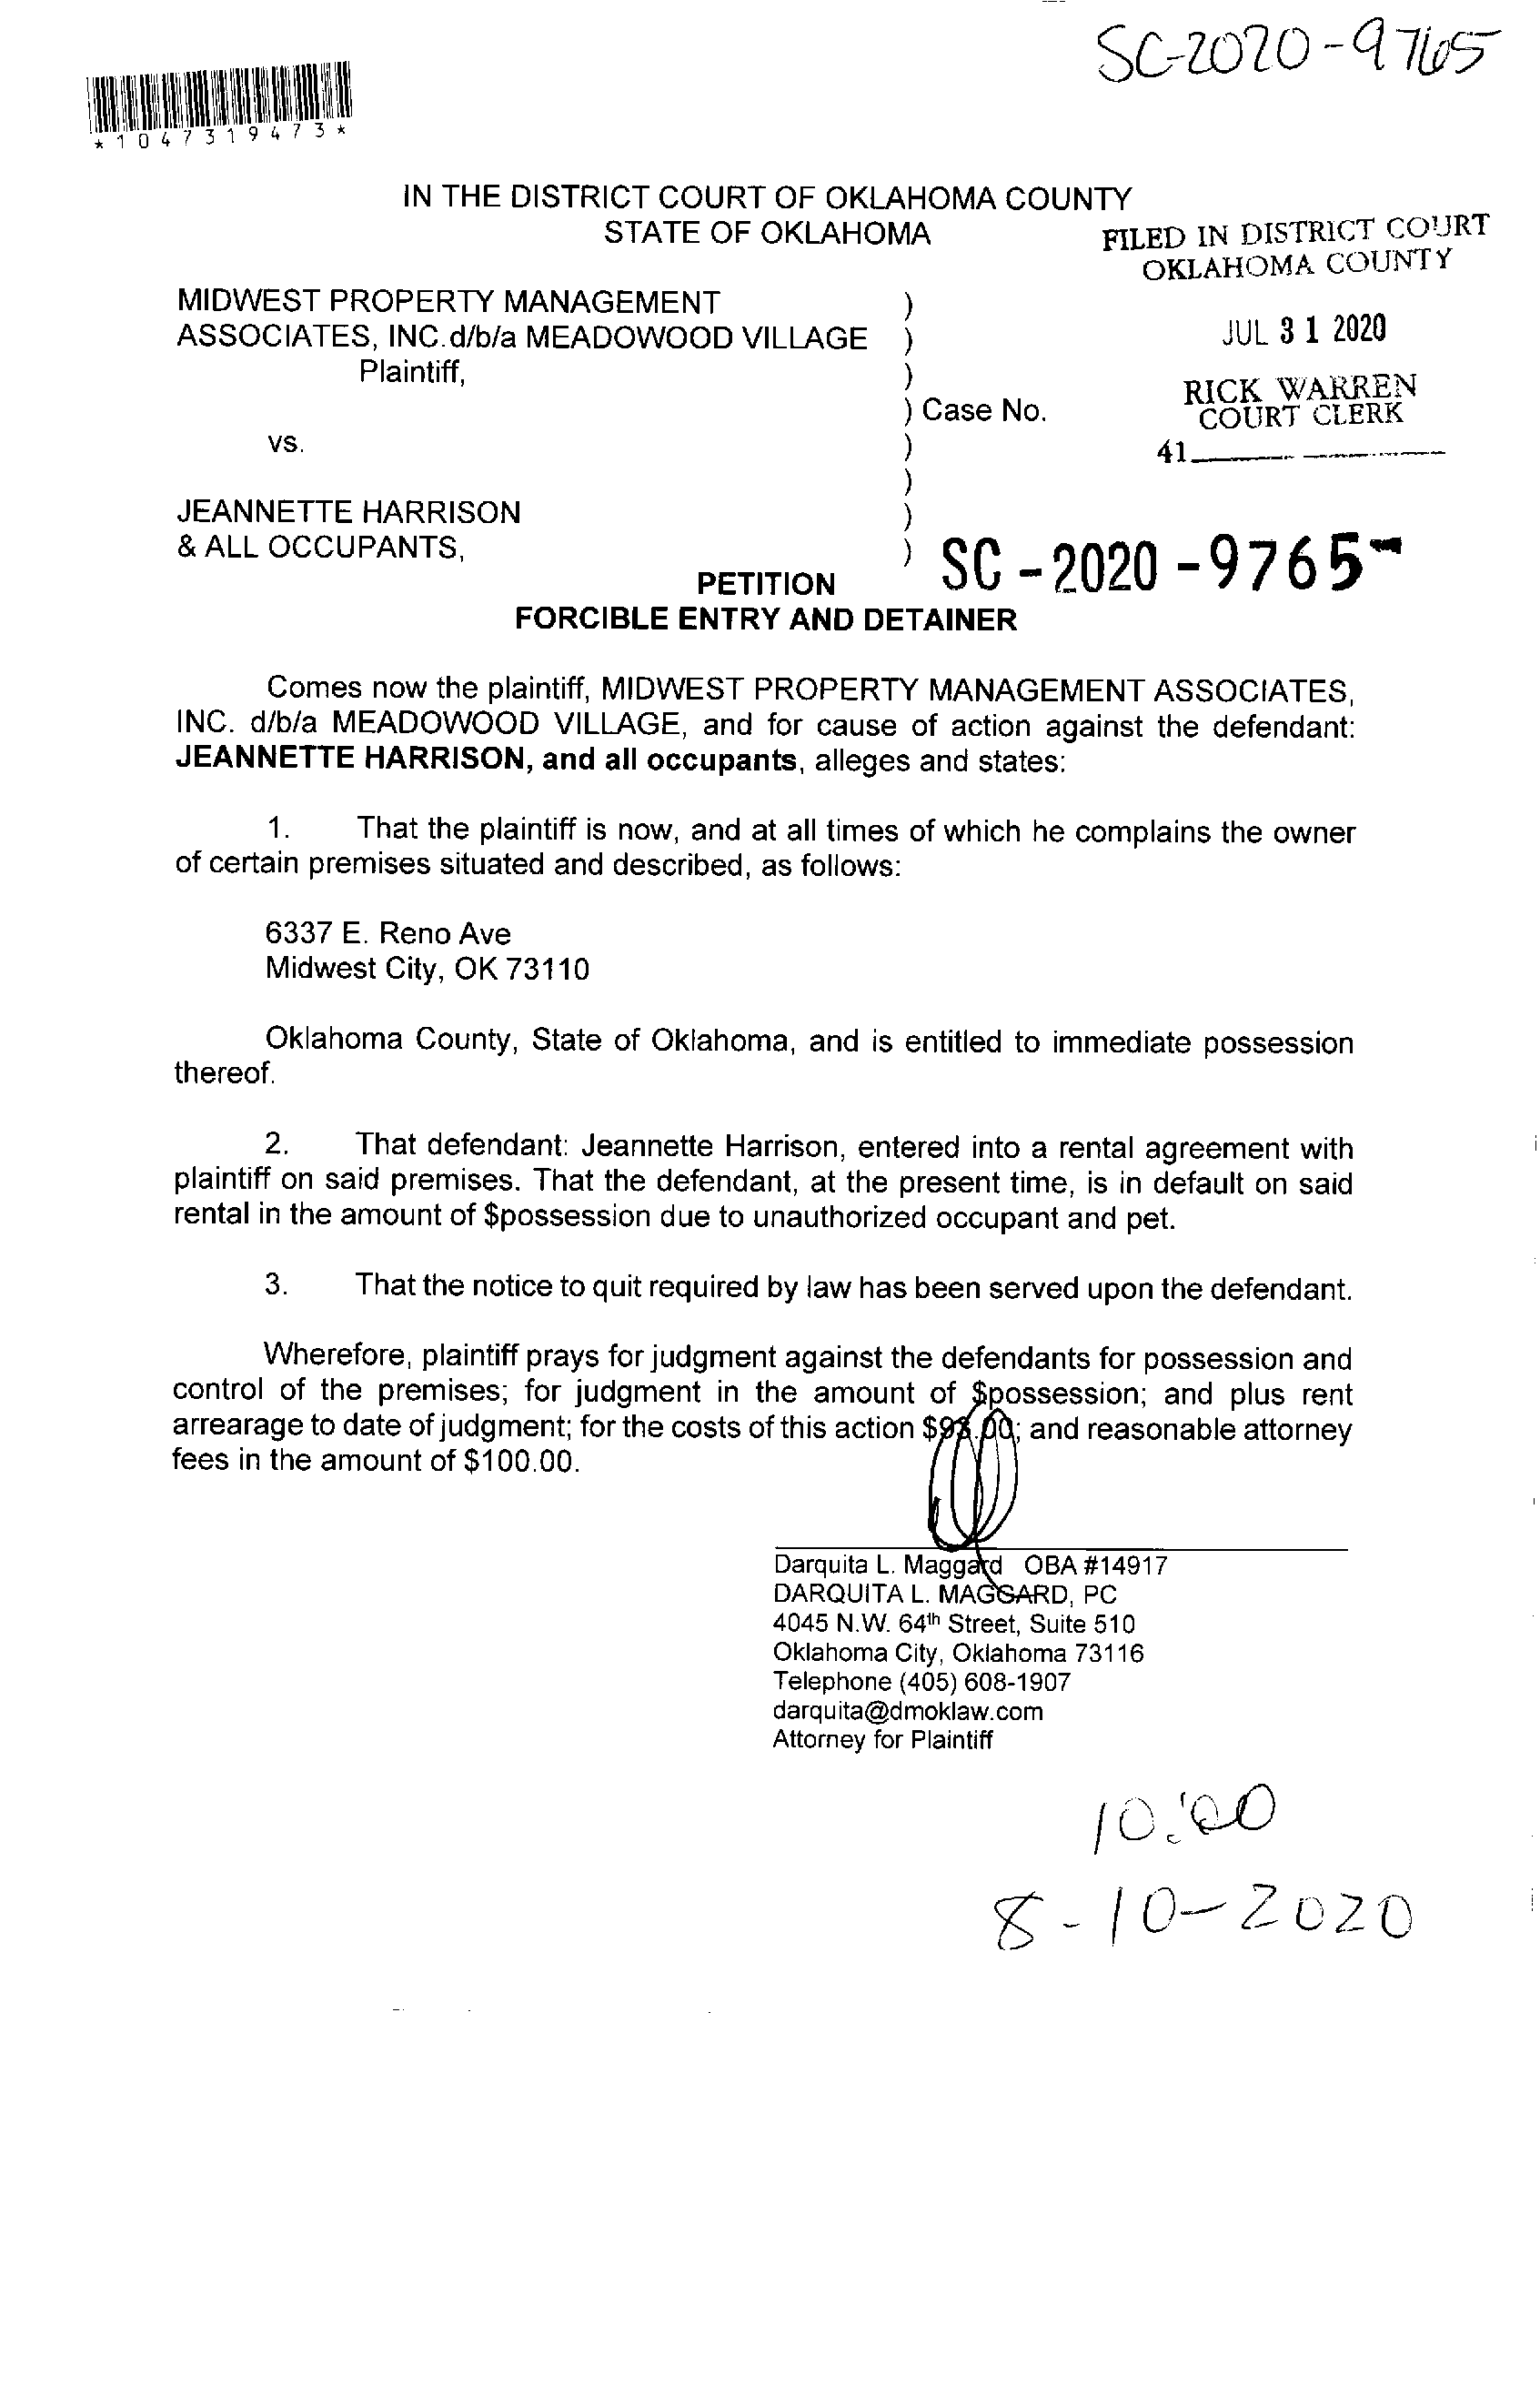 SC-2020-9765
*1047319473*
IN THE DISTRICT COURT OF OKLAHOMA COUNTY
STATE OF OKLAHOMA
FILED IN DISTRICT COURT
OKLAHOMA COUNTY
JUL 31 2020
RICK WARREN
COURT CLERK
41
MIDWEST PROPERTY MANAGEMENT )
ASSOCIATES, INC.d/b/a MEADOWOOD VILLAGE )
Plaintiff, )
) Case No.
vs. )
)
JEANNETTE HARRISON )
& ALL OCCUPANTS, )
SC-2020-9765-
PETITION
FORCIBLE ENTRY AND DETAINER
Comes now the plaintiff, MIDWEST PROPERTY MANAGEMENT ASSOCIATES,
INC. d/b/a MEADOWOOD VILLAGE, and for cause of action against the defendant:
JEANNETTE HARRISON, and all occupants, alleges and states:
1. That the plaintiff is now, and at all times of which he complains the owner
of certain premises situated and described, as follows:
6337 E. Reno Ave
Midwest City, OK 73110
Oklahoma County, State of Oklahoma, and is entitled to immediate possession
thereof.
2. That defendant: Jeannette Harrison, entered into a rental agreement with
plaintiff on said premises. That the defendant, at the present time, is in default on said
rental in the amount of $possession due to unauthorized occupant and pet.
3. That the notice to quit required by law has been served upon the defendant.
Wherefore, plaintiff prays for judgment against the defendants for possession and
control of the premises; for judgment in the amount of $possession; and plus rent
arrearage to date of judgment; for the costs of this action and reasonable attorney
fees in the amount of $100.00.
Darquita L. Maggard OBA #14917
DARQUITA L. MAGGARD, PC
4045 N.W. 64th Street, Suite 510
Oklahoma City, Oklahoma 73116
Telephone (405) 608-1907
darquita@dmoklaw.com
Attorney for Plaintiff
10:00
8-10-2020